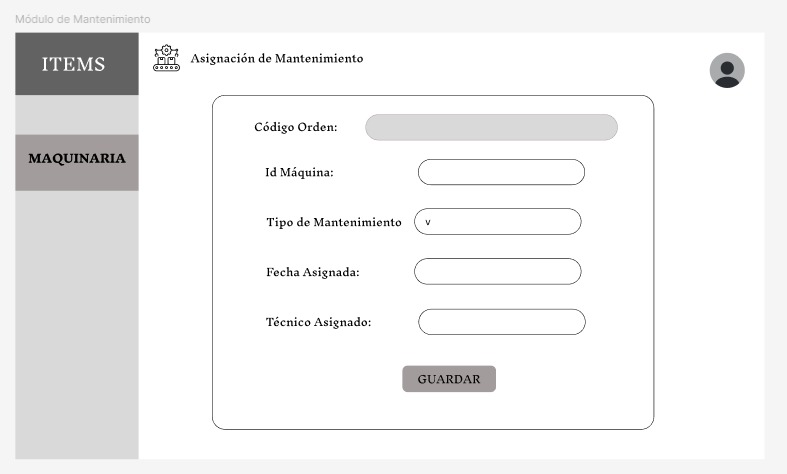 Módulo de Mantenimiento
ITEMS
Asignación de Mantenimiento
MAQUINARIA
Código Orden:
Id Máquina:
Tipo de Mantenimiento
v
Fecha Asignada:
Técnico Asignado:
GUARDAR